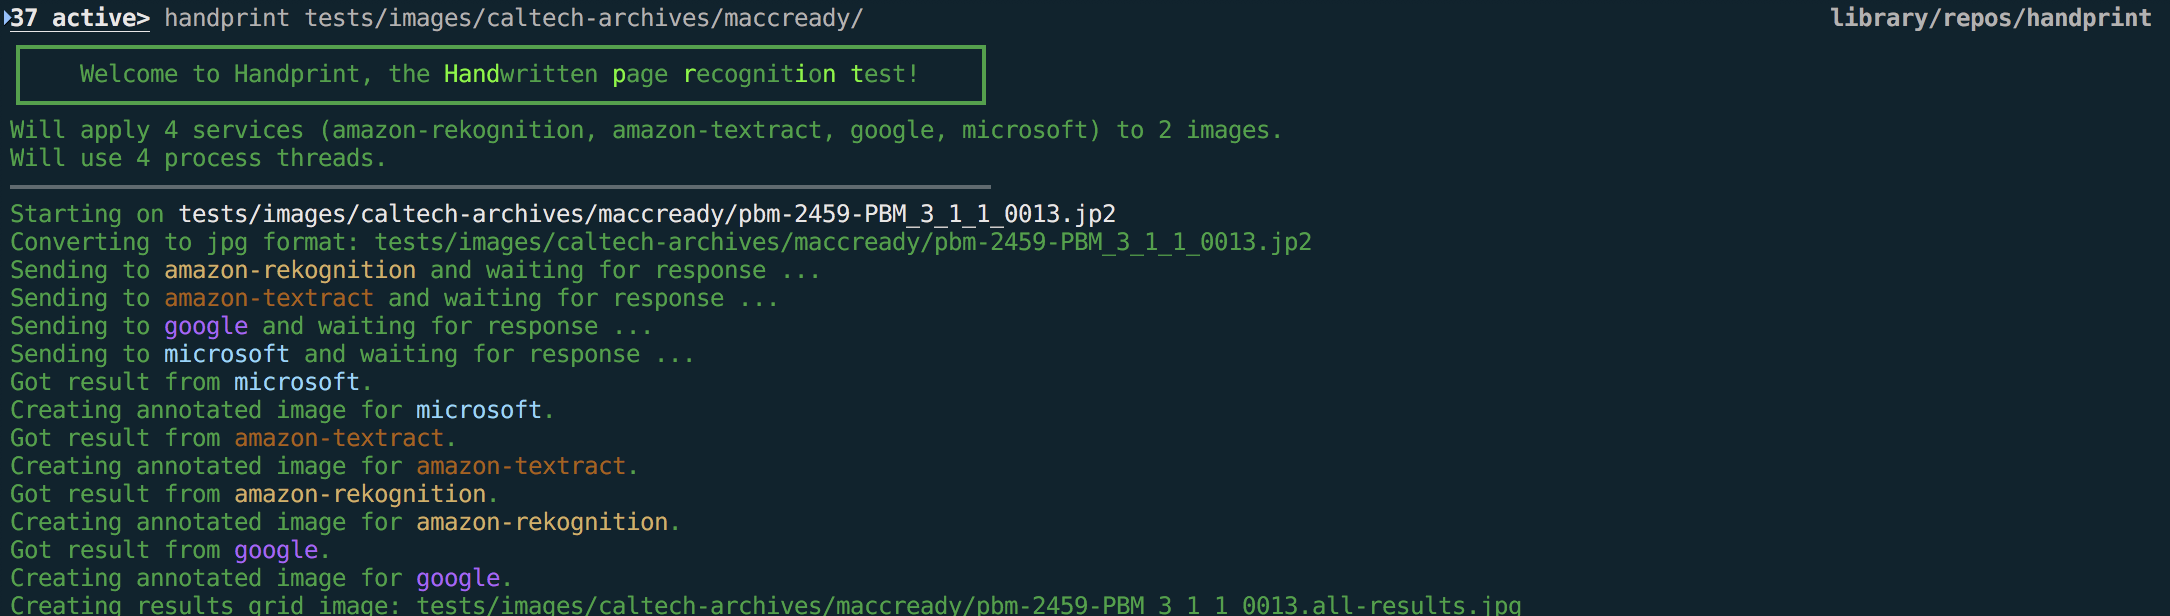 37 active> handprint tests/images/caltech-archives/maccready/ library/repos/handprint
Welcome to Handprint, the Handwritten page recognition test!
Will apply 4 services (amazon-rekognition, amazon-textract, google, microsoft) to 2 images.
Will use 4 process threads.
Starting on tests/images/caltech-archives/maccready/pbm-2459-PBM_3_1_1_0013.jp2
Converting to jpg format: tests/images/caltech-archives/maccready/pbm-2459-PBM_3_1_1_0013.jp2
Sending to amazon-rekognition and waiting for response ...
Sending to amazon-textract and waiting for response ...
Sending to google and waiting for response ...
Sending to microsoft and waiting for response ...
Got result from microsoft.
Creating annotated image for microsoft.
Got result from amazon-textract.
Creating annotated image for amazon-textract.
Got result from amazon-rekognition.
Creating annotated image for amazon-rekognition.
Got result from google.
Creating annotated image for google.
Creating results grid image: tests/images/caltech-archives/maccready/pbm-2459-PBM_3_1_1_0013.all-results.jpg